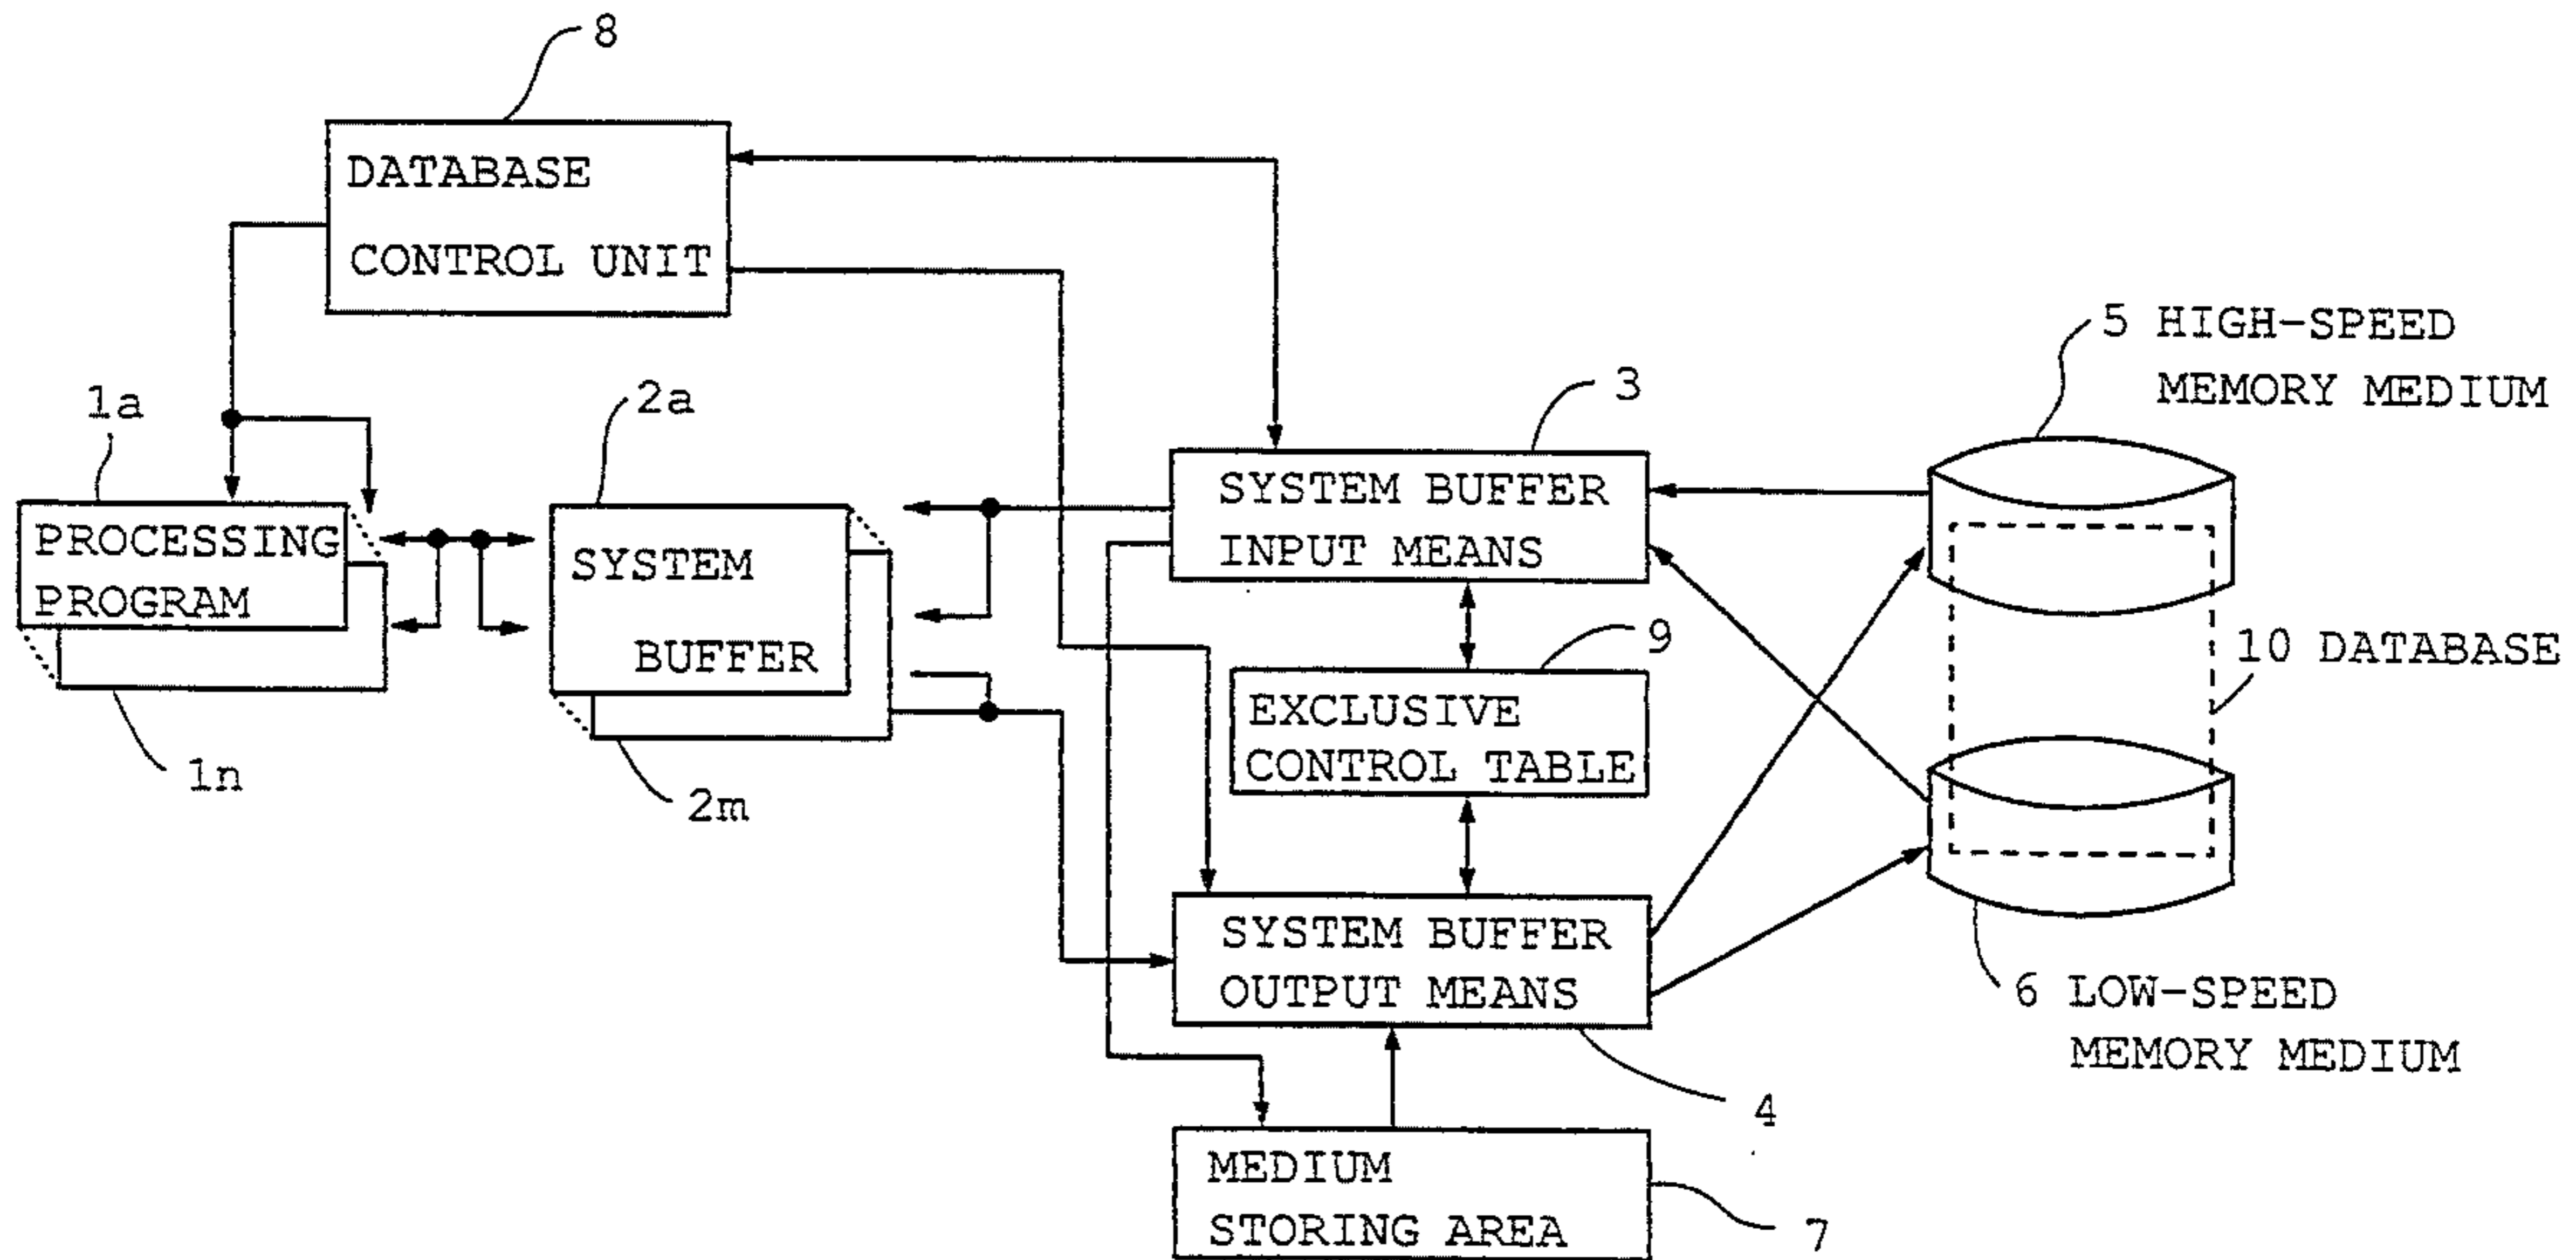 8
DATABASE
CONTROL UNIT
5 HIGH-SPEED
MEMORY MEDIUM
1a
2a
3
PROCESSING
PROGRAM
SYSTEM
BUFFER
SYSTEM BUFFER
INPUT MEANS
9
10 DATABASE
EXCLUSIVE
CONTROL TABLE
1n
2m
SYSTEM BUFFER
OUTPUT MEANS
6 LOW-SPEED
MEMORY MEDIUM
4
MEDIUM
STORING AREA
7